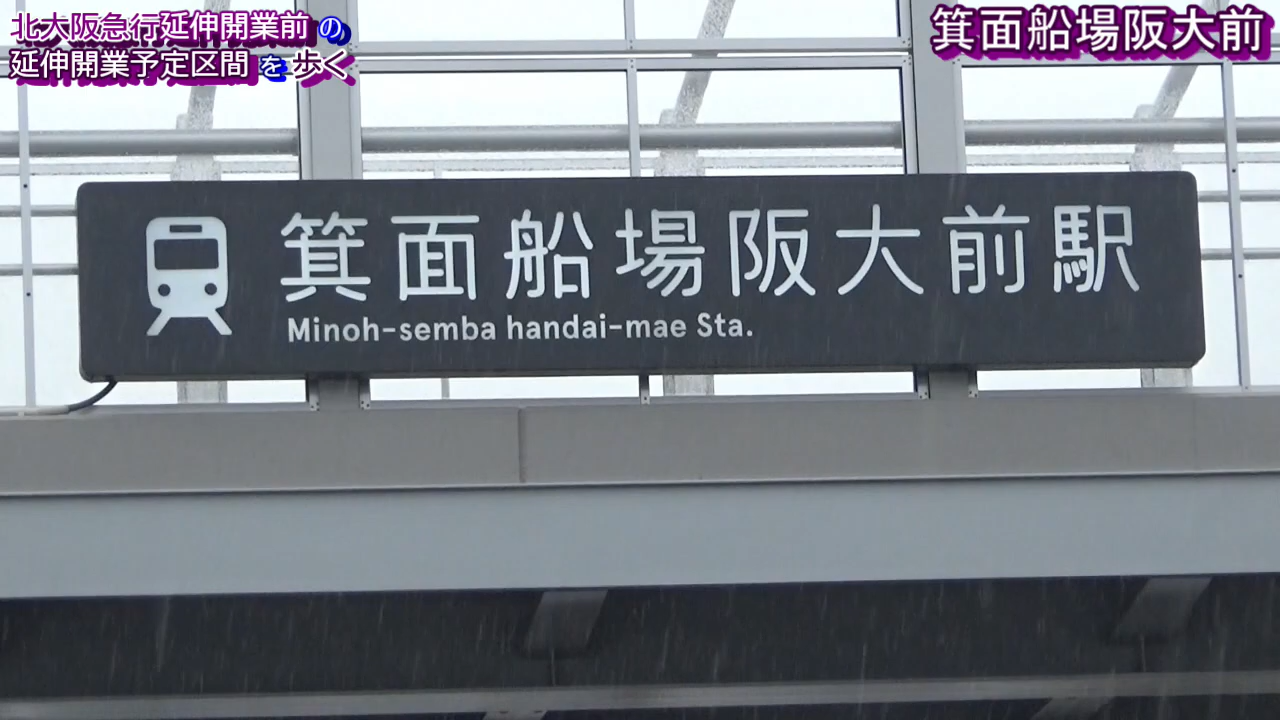 北大阪急行延伸開業前の
延伸開業予定区間を歩く
箕面船場阪大前
箕面船場阪大前駅
Minoh-semba handai-mae Sta.